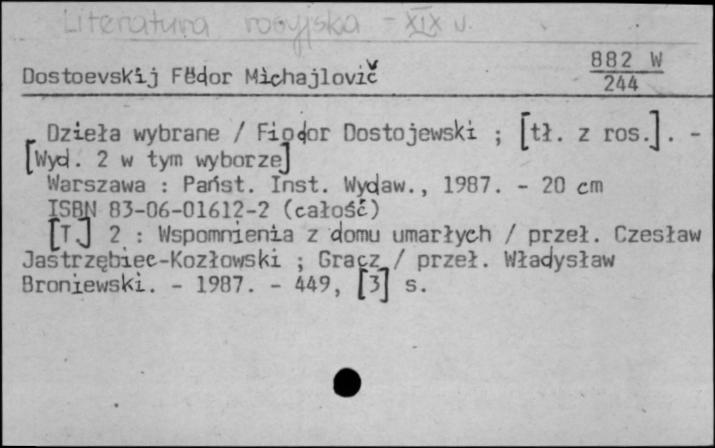 Literatura rosyjska - XIX w.
882 W
Dostoevskij Fëdor Michajlovič
244
Dzieła wybrane / Fiodor Dostojewski ; [tł. z ros.]. -
[Wyd. 2 w tym wyborze]
Warszawa : Państ. Inst. Wydaw., 1987. - 20 cm
ISBN 83-06-01612-2 (całość)
[T.] 2 : Wspomnienia z domu umarłych / przeł. Czesław
Jastrzębiec-Kozłowski ; Gracz / przeł. Władysław
Broniewski. - 1987. - 449, [3] s.